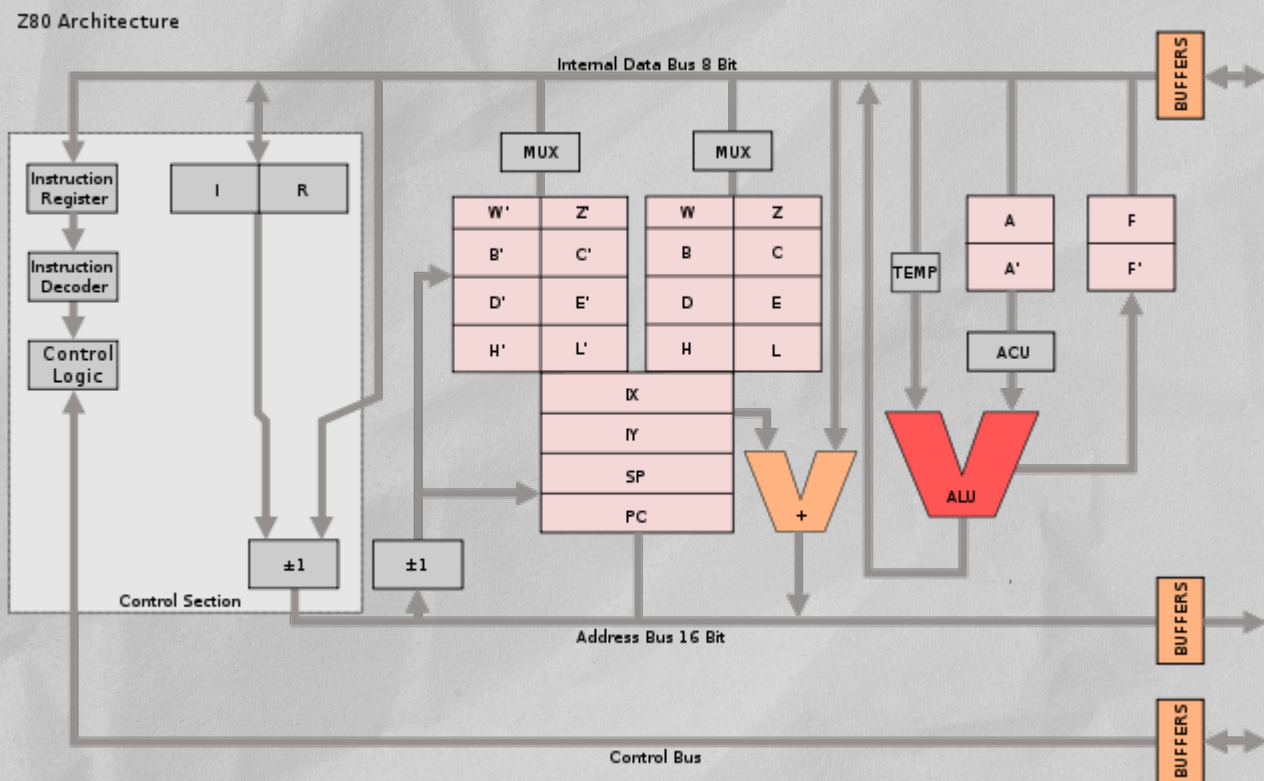 Z80 Architecture
Internal Data Bus 8 Bit
BUFFERS
MUX
MUX
Instruction
Register
I
R
W'
Z'
W
Z
A
F
B'
C'
B
C
TEMP
A'
F'
Instruction
Decoder
D'
E'
D
E
Control
Logic
H'
L'
H
L
ACU
IX
IY
SP
ALU
PC
+
±1
±1
Control Section
BUFFERS
Address Bus 16 Bit
BUFFERS
Control Bus